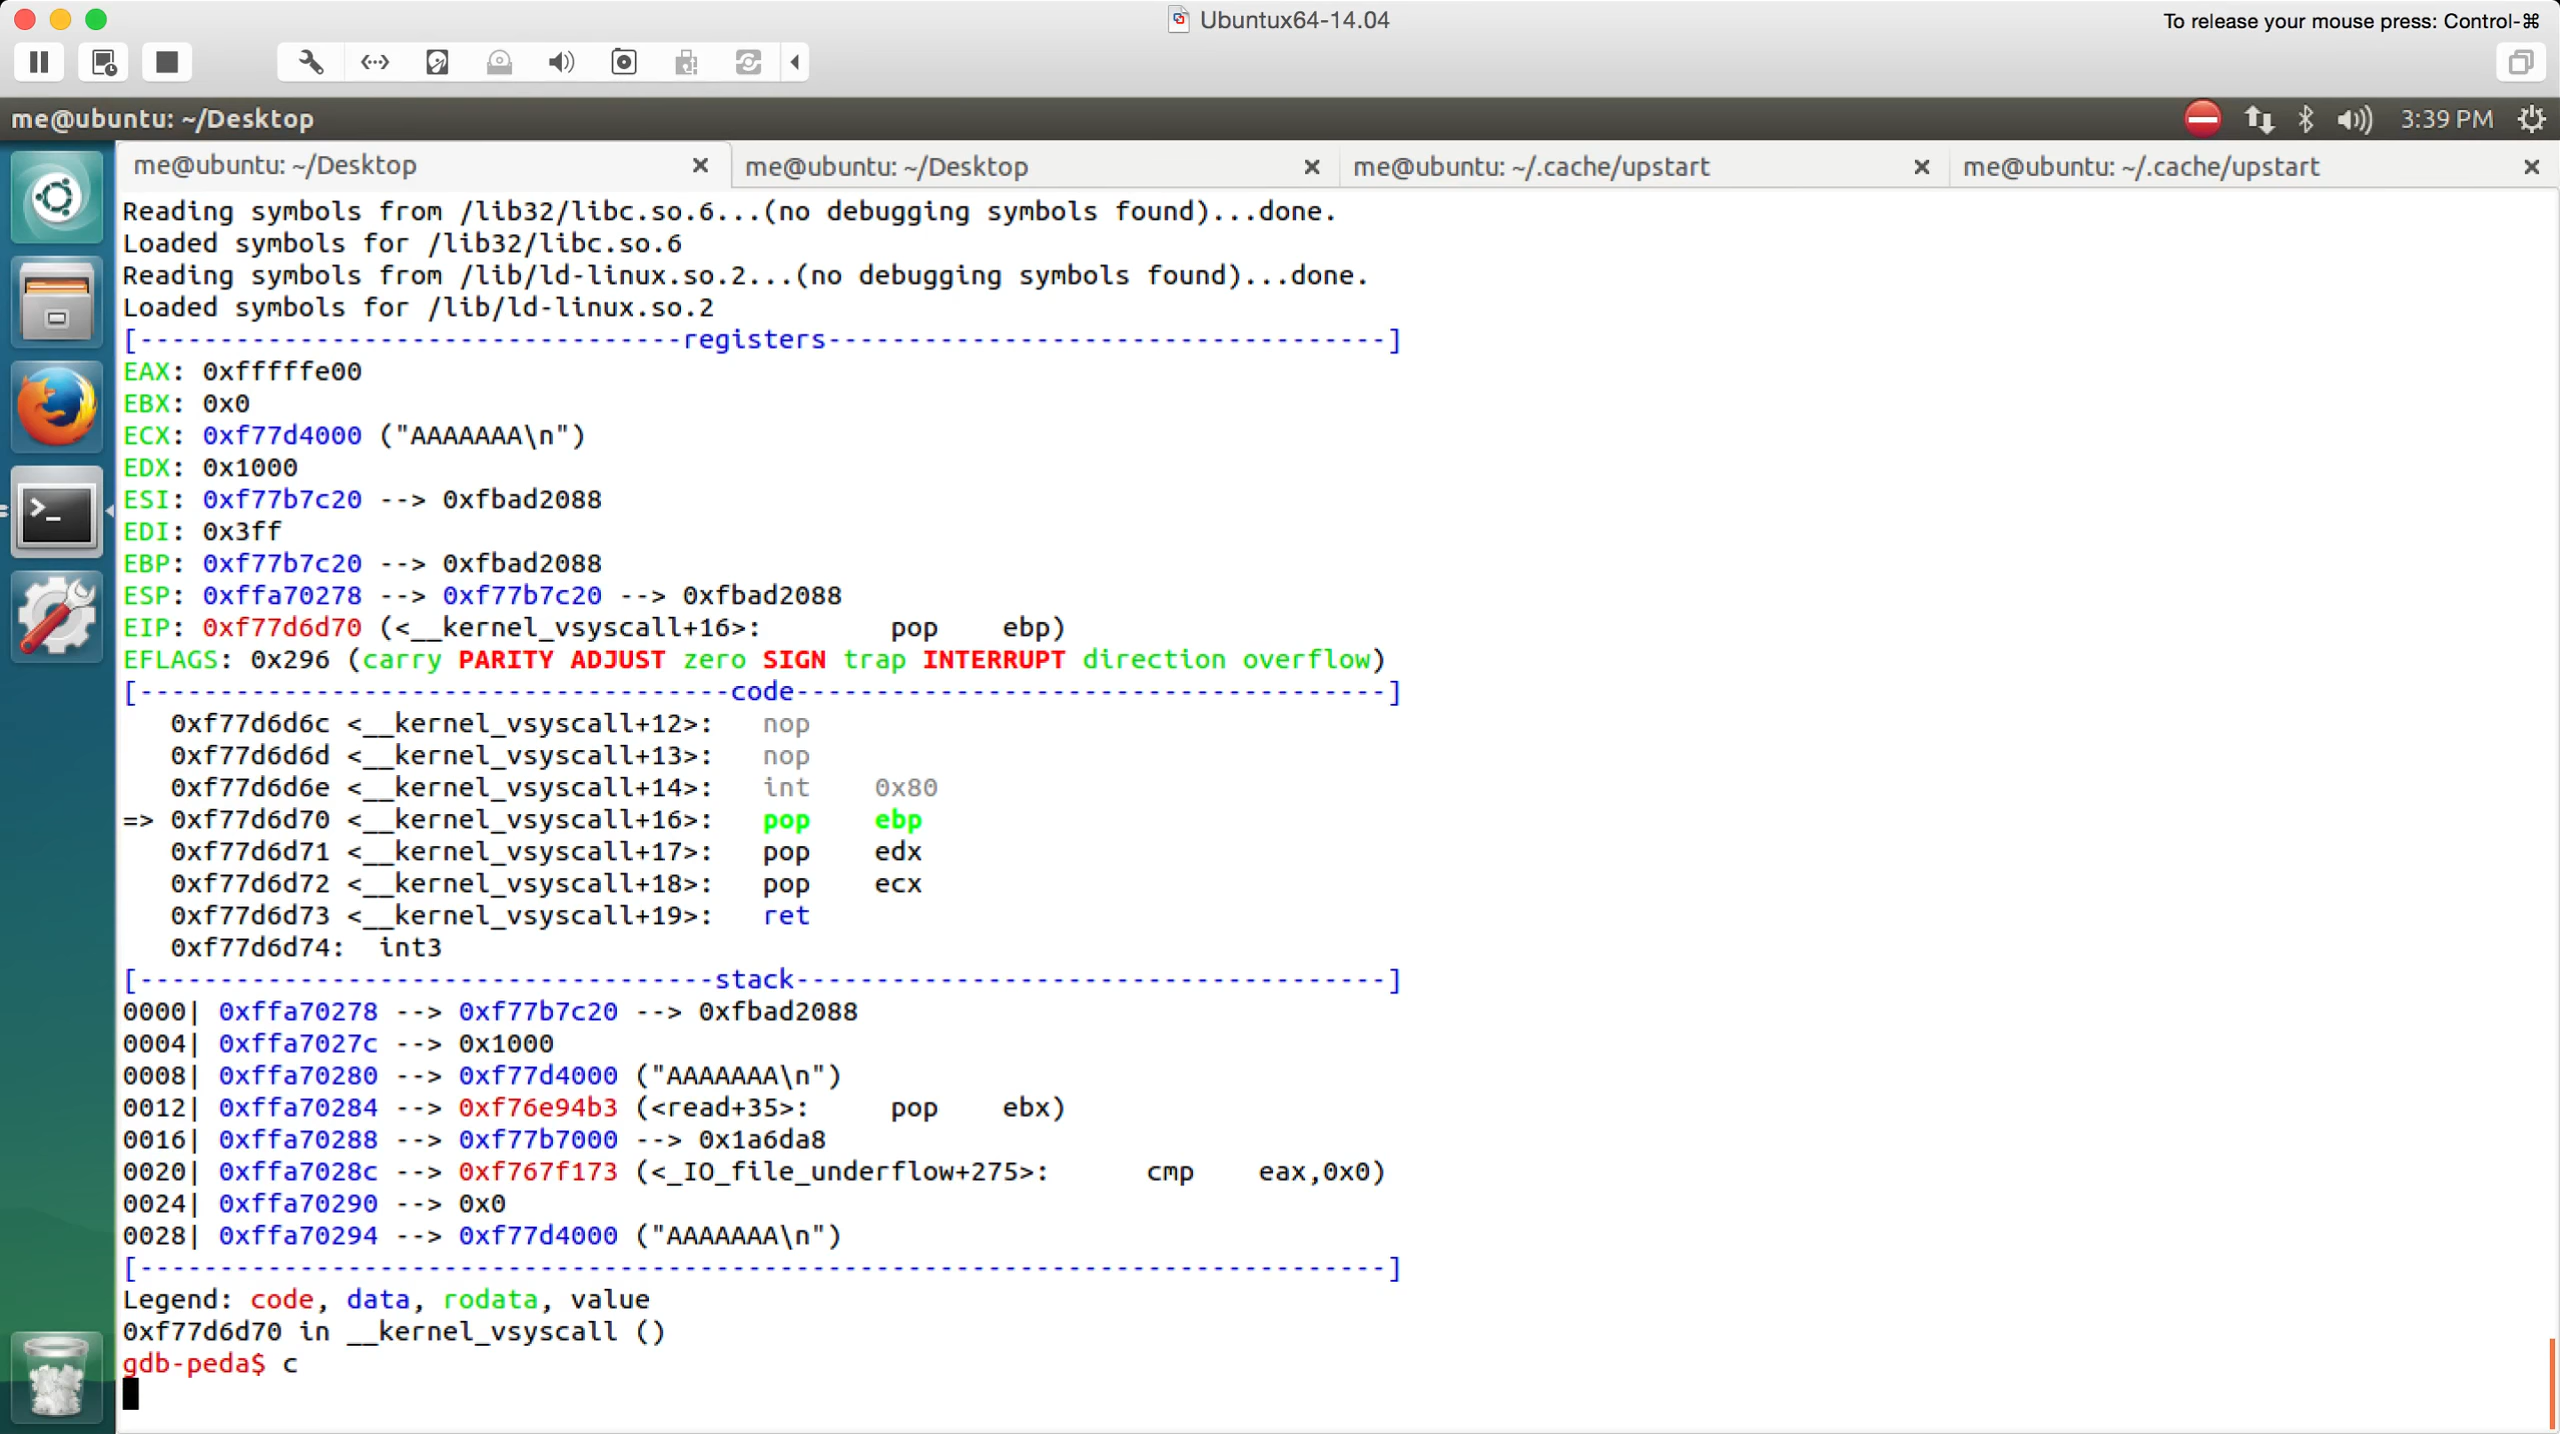 Ubuntux64-14.04
To release your mouse press: Control-⌘
me@ubuntu: ~/Desktop
3:39 PM
me@ubuntu: ~/Desktop
me@ubuntu: ~/Desktop
me@ubuntu: ~/.cache/upstart
me@ubuntu: ~/.cache/upstart
Reading symbols from /lib32/libc.so.6...(no debugging symbols found)...done.
Loaded symbols for /lib32/libc.so.6
Reading symbols from /lib/ld-linux.so.2...(no debugging symbols found)...done.
Loaded symbols for /lib/ld-linux.so.2
[----------------------------------registers-----------------------------------]
EAX: 0xfffffe00
EBX: 0x0
ECX: 0xf77d4000 ("AAAAAAA\n")
EDX: 0x1000
ESI: 0xf77b7c20 --> 0xfbad2088
EDI: 0x3ff
EBP: 0xf77b7c20 --> 0xfbad2088
ESP: 0xffa70278 --> 0xf77b7c20 --> 0xfbad2088
EIP: 0xf77d6d70 (<__kernel_vsyscall+16>:        pop    ebp)
EFLAGS: 0x296 (carry PARITY ADJUST zero SIGN trap INTERRUPT direction overflow)
[-------------------------------------code-------------------------------------]
   0xf77d6d6c <__kernel_vsyscall+12>:   nop
   0xf77d6d6d <__kernel_vsyscall+13>:   nop
   0xf77d6d6e <__kernel_vsyscall+14>:   int    0x80
=> 0xf77d6d70 <__kernel_vsyscall+16>:   pop    ebp
   0xf77d6d71 <__kernel_vsyscall+17>:   pop    edx
   0xf77d6d72 <__kernel_vsyscall+18>:   pop    ecx
   0xf77d6d73 <__kernel_vsyscall+19>:   ret
   0xf77d6d74:  int3
[------------------------------------stack-------------------------------------]
0000| 0xffa70278 --> 0xf77b7c20 --> 0xfbad2088
0004| 0xffa7027c --> 0x1000
0008| 0xffa70280 --> 0xf77d4000 ("AAAAAAA\n")
0012| 0xffa70284 --> 0xf76e94b3 (<read+35>:     pop    ebx)
0016| 0xffa70288 --> 0xf77b7000 --> 0x1a6da8
0020| 0xffa7028c --> 0xf767f173 (<_IO_file_underflow+275>:      cmp    eax,0x0)
0024| 0xffa70290 --> 0x0
0028| 0xffa70294 --> 0xf77d4000 ("AAAAAAA\n")
[------------------------------------------------------------------------------]
Legend: code, data, rodata, value
0xf77d6d70 in __kernel_vsyscall ()
gdb-peda$ c